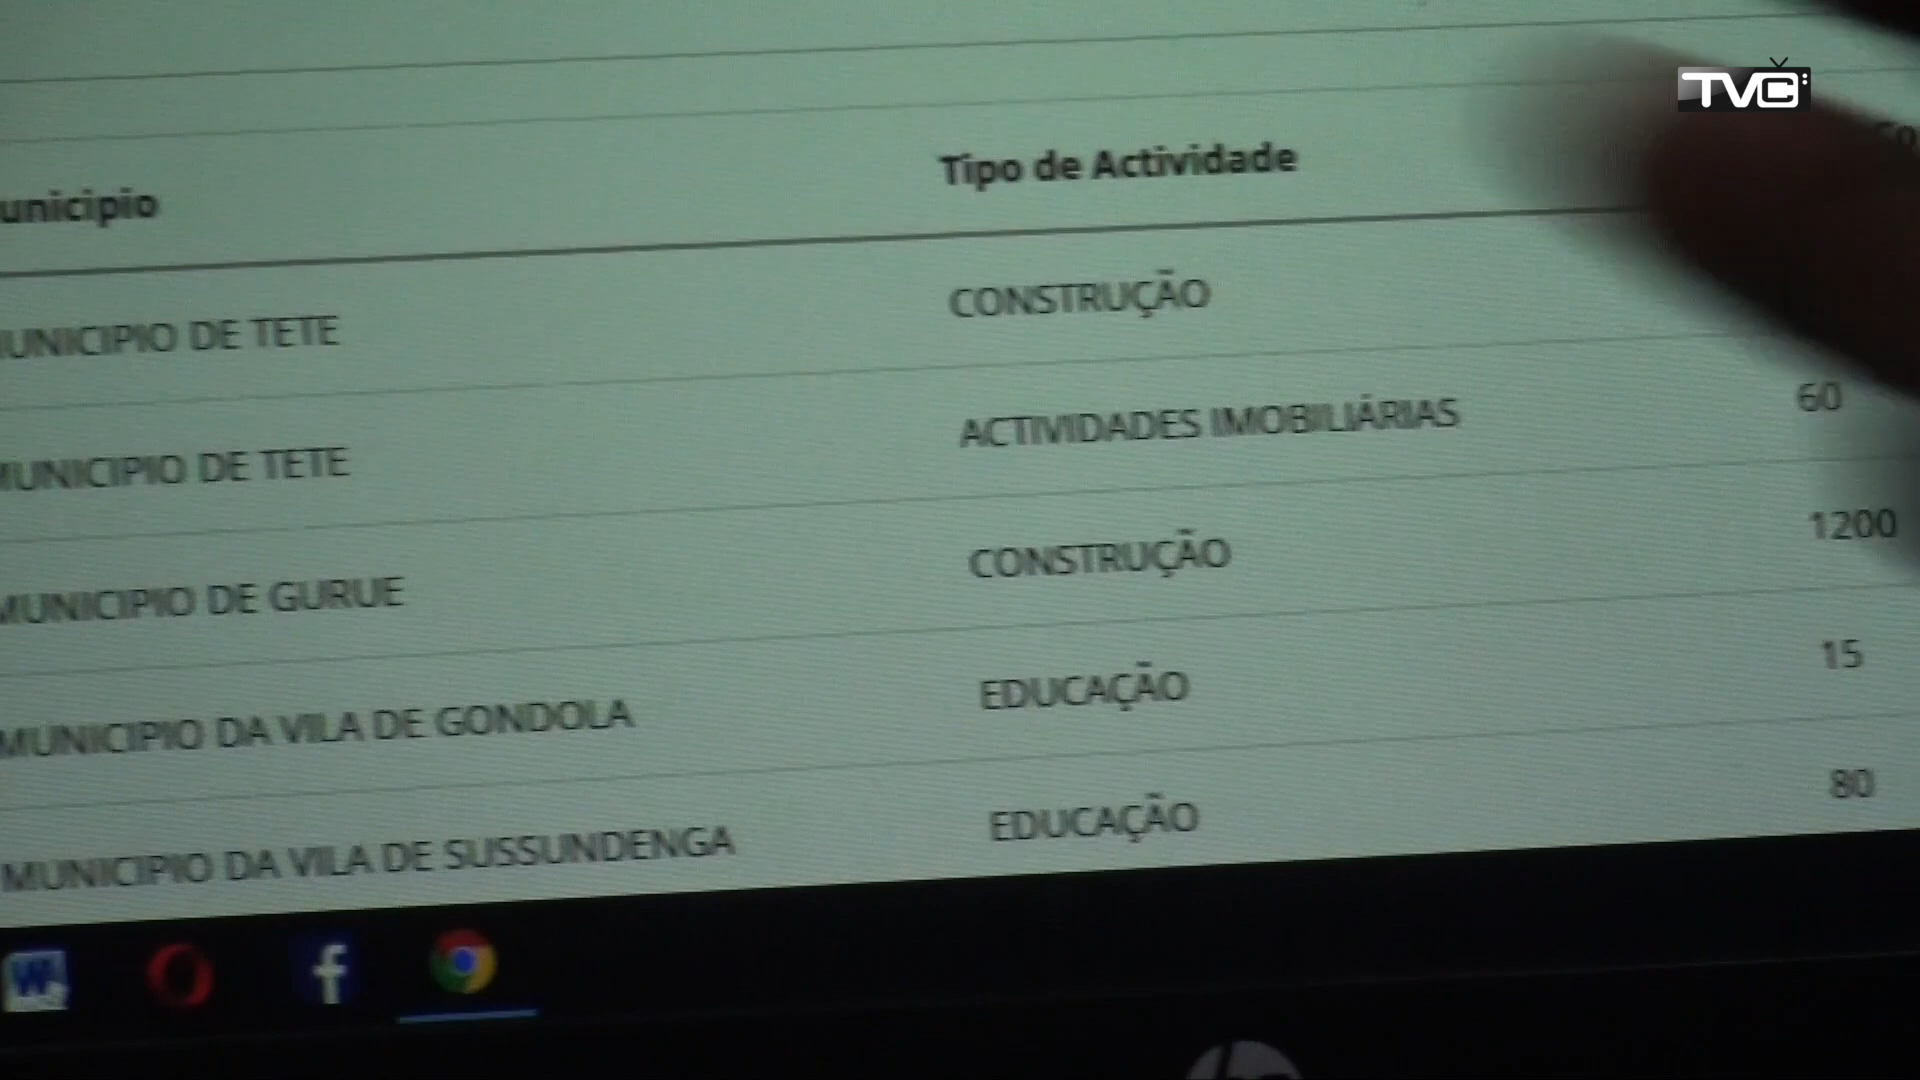 TVC
unicipio Tipo de Actividade
UNICIPIO DE TETE CONSTRUÇÃO
MUNICIPIO DE TETE ACTIVIDADES IMOBILIÁRIAS 60
MUNICIPIO DE GURUE CONSTRUÇÃO 1200
MUNICIPIO DA VILA DE GONDOLA EDUCAÇÃO 15
MUNICIPIO DA VILA DE SUSSUNDENGA EDUCAÇÃO 80
W f